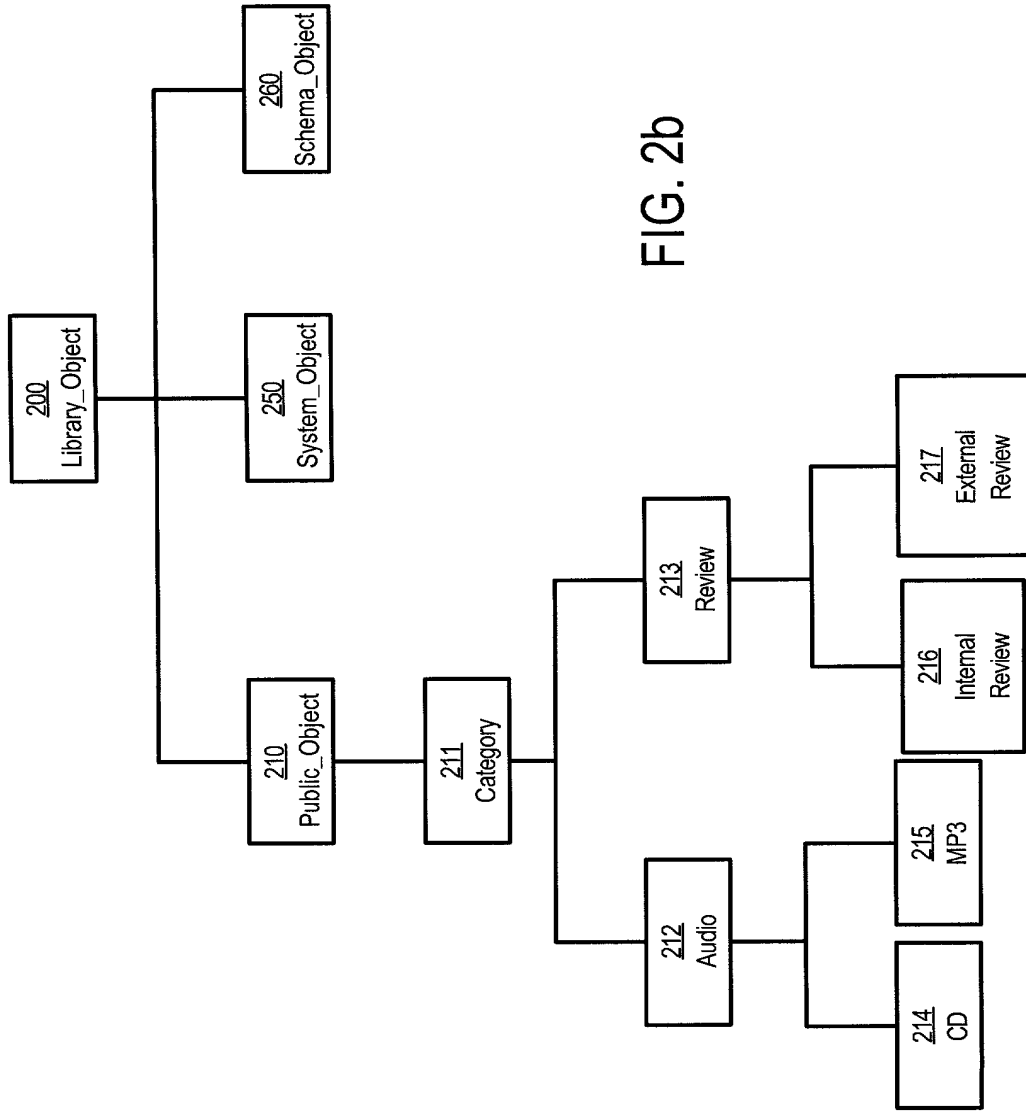 200
Library_Object
210
Public_Object
250
System_Object
260
Schema_Object
211
Category
212
Audio
213
Review
214
CD
215
MP3
216
Internal
Review
217
External
Review
FIG. 2b